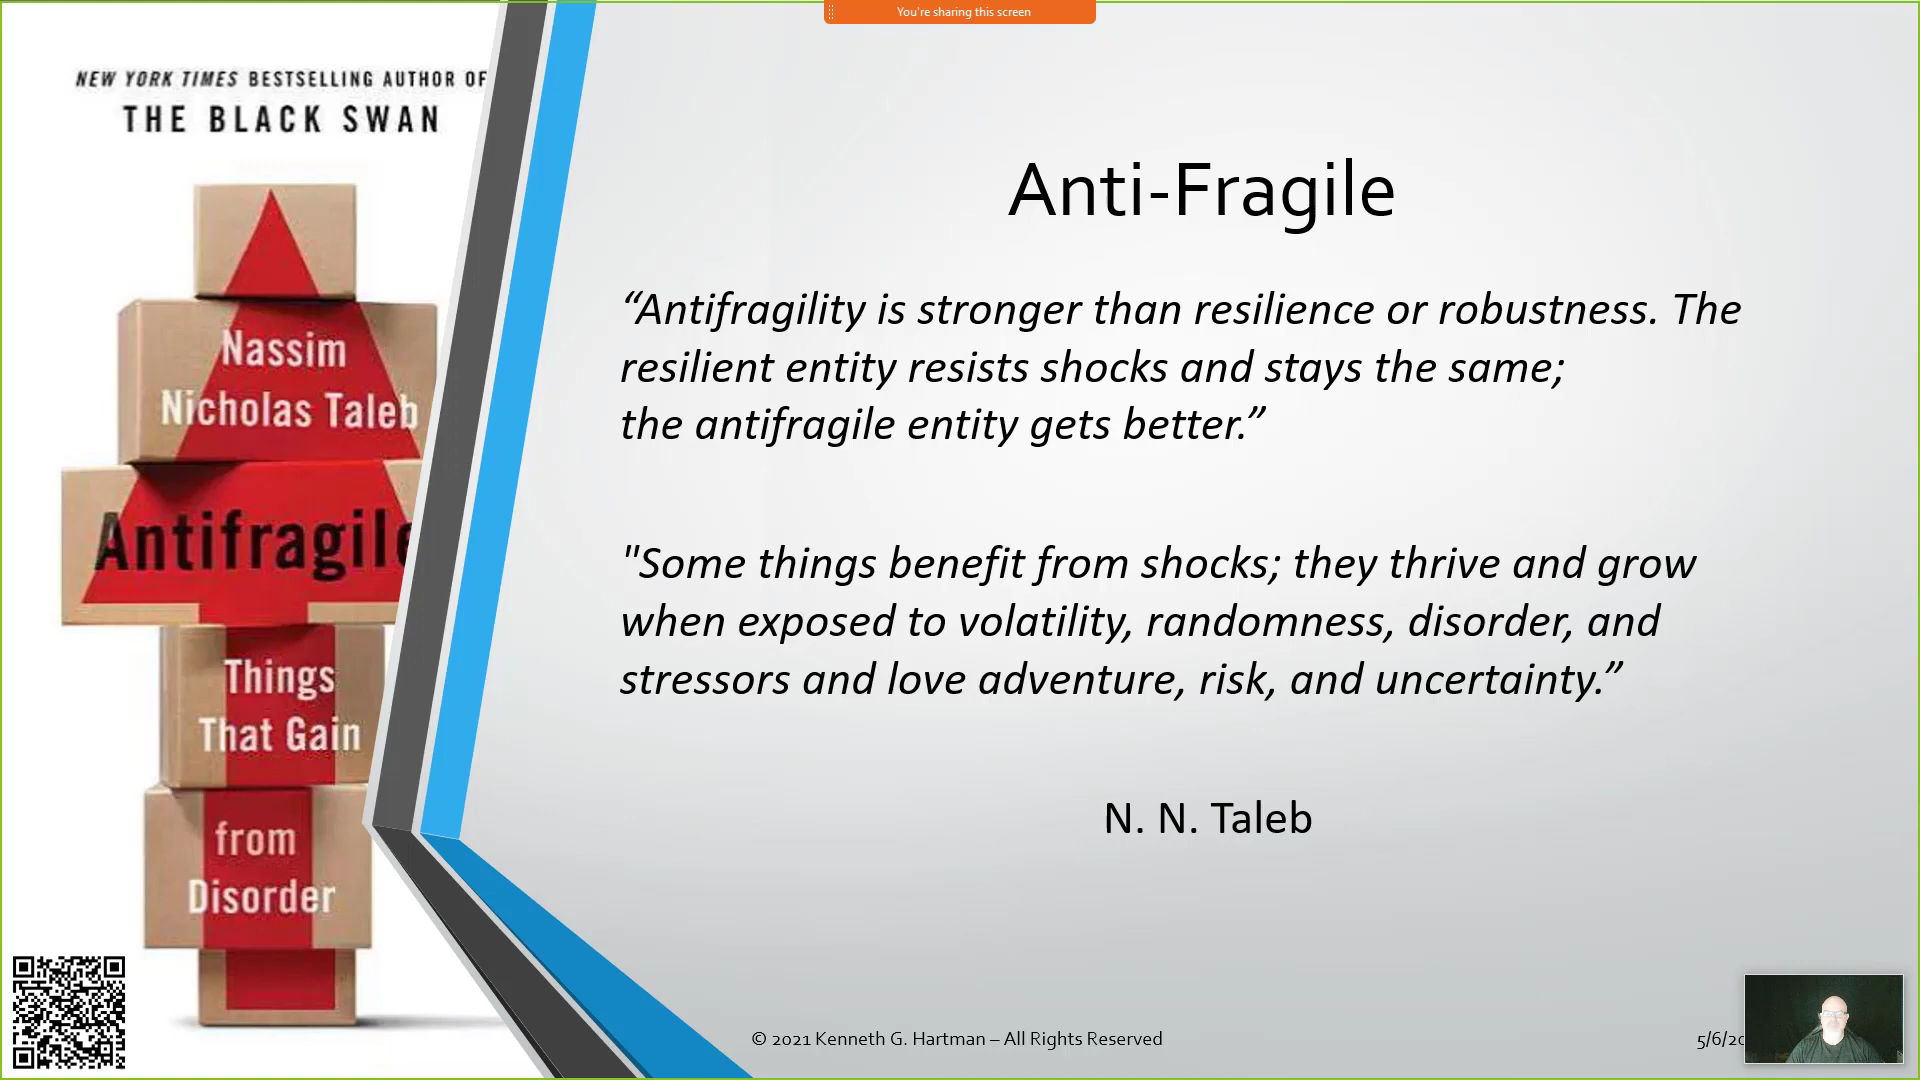 You're sharing this screen
NEW YORK TIMES BESTSELLING AUTHOR OF
THE BLACK SWAN
Nassim
Nicholas Taleb
Antifragile
Things
That Gain
from
Disorder
Anti-Fragile
“Antifragility is stronger than resilience or robustness. The
resilient entity resists shocks and stays the same;
the antifragile entity gets better.”
"Some things benefit from shocks; they thrive and grow
when exposed to volatility, randomness, disorder, and
stressors and love adventure, risk, and uncertainty.”
N. N. Taleb
© 2021 Kenneth G. Hartman – All Rights Reserved
5/6/20